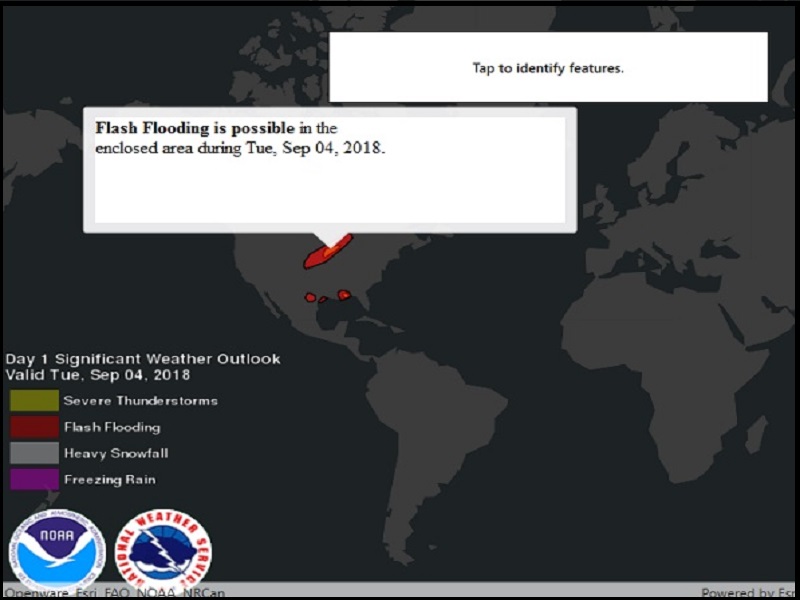 Tap to identify features.
Flash Flooding is possible in the
enclosed area during Tue, Sep 04, 2018.
Day 1 Significant Weather Outlook
Valid Tue, Sep 04, 2018
Severe Thunderstorms
Flash Flooding
Heavy Snowfall
Freezing Rain
NOAA
NATIONAL WEATHER SERVICE
Openware, Esri, FAO, NOAA, NRCan
Powered by Esri